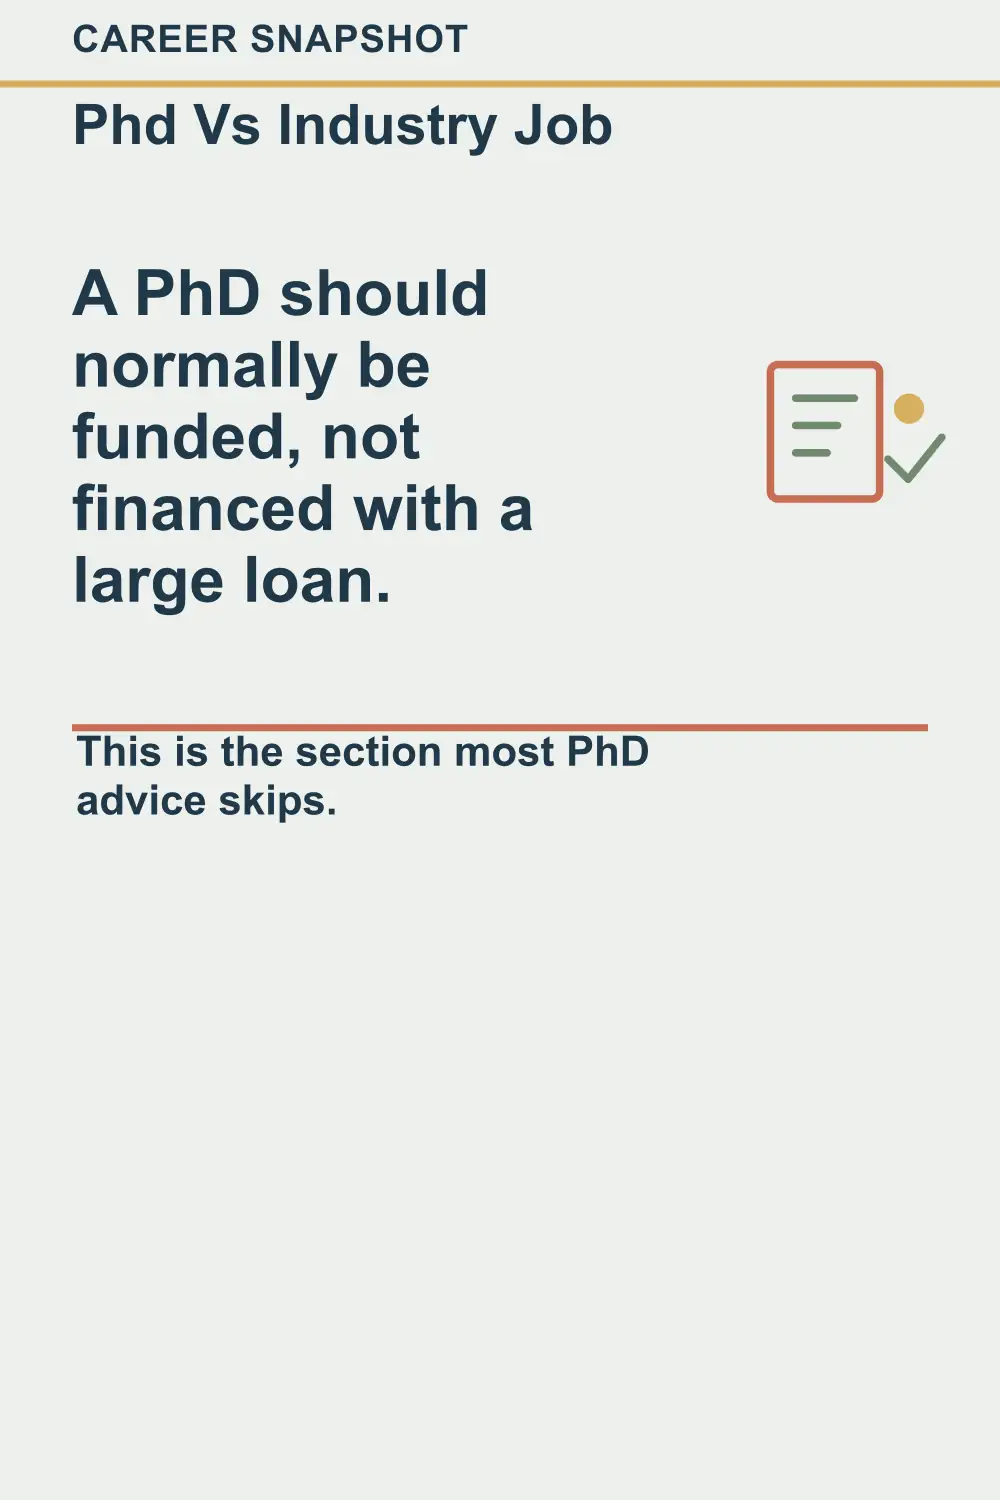 CAREER SNAPSHOT
Phd Vs Industry Job
A PhD should
normally be
funded, not
financed with a
large loan.
This is the section most PhD
advice skips.